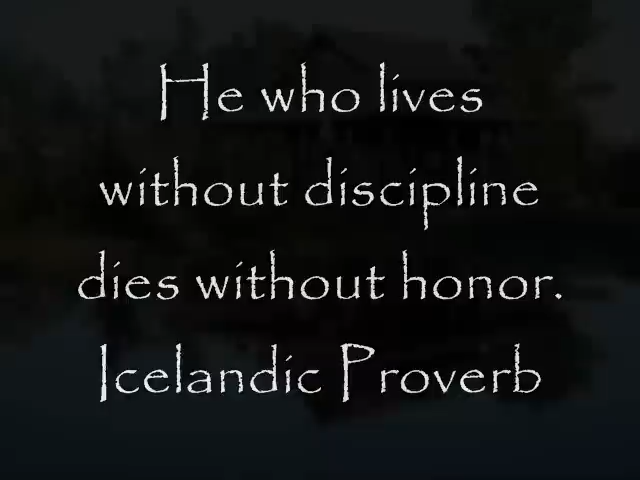 He who lives
without discipline
dies without honor.
Icelandic Proverb